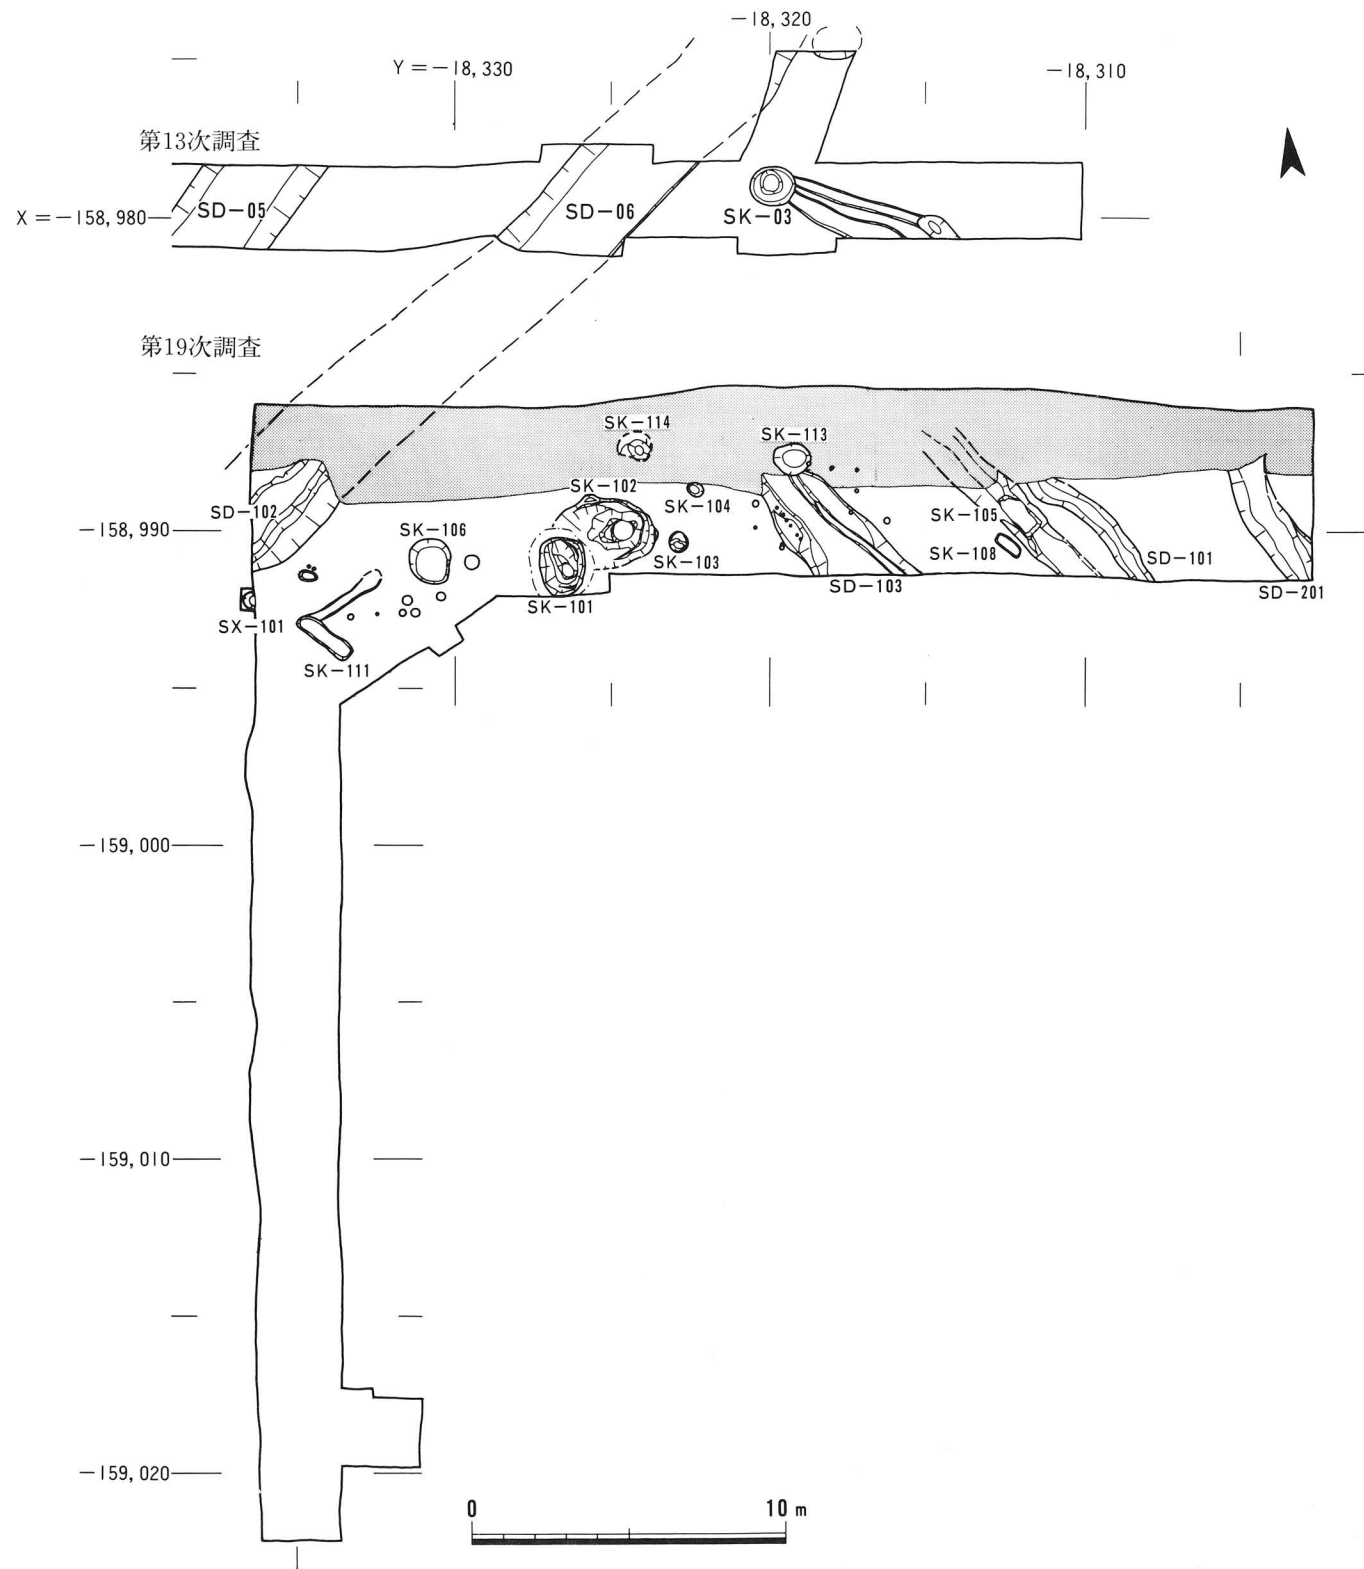 -18,320
Y=-18,330
-18,310
第13次調査
X=-158,980
SD-05
SD-06
SK-03
第19次調査
SK-114
SK-113
SK-102
SK-104
SD-102
-158,990
SK-106
SK-105
SK-103
SK-108
SD-101
SK-101
SD-103
SD-201
SX-101
SK-111
-159,000
-159,010
-159,020
0
10 m